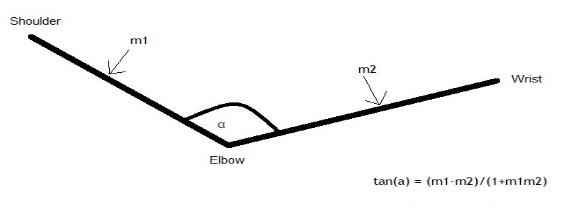 Shoulder
m1
m2
Wrist
α
Elbow
tan(a) = (m1-m2)/(1+m1m2)